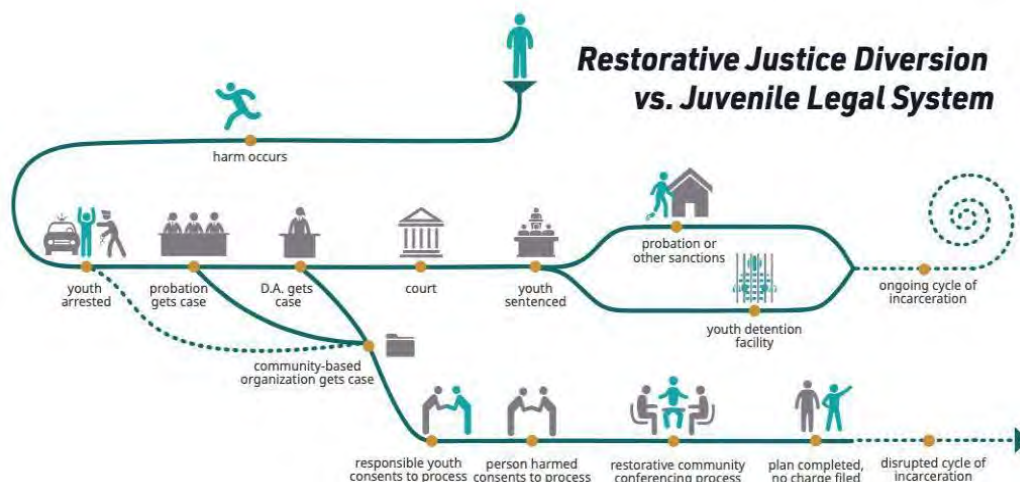 Restorative Justice Diversion
vs. Juvenile Legal System
harm occurs
youth
arrested
probation
gets case
D.A. gets
case
court
youth
sentenced
probation or
other sanctions
youth detention
facility
ongoing cycle of
incarceration
community-based
organization gets case
responsible youth
consents to process
person harmed
consents to process
restorative community
conferencing process
plan completed,
no charge filed
disrupted cycle of
incarceration